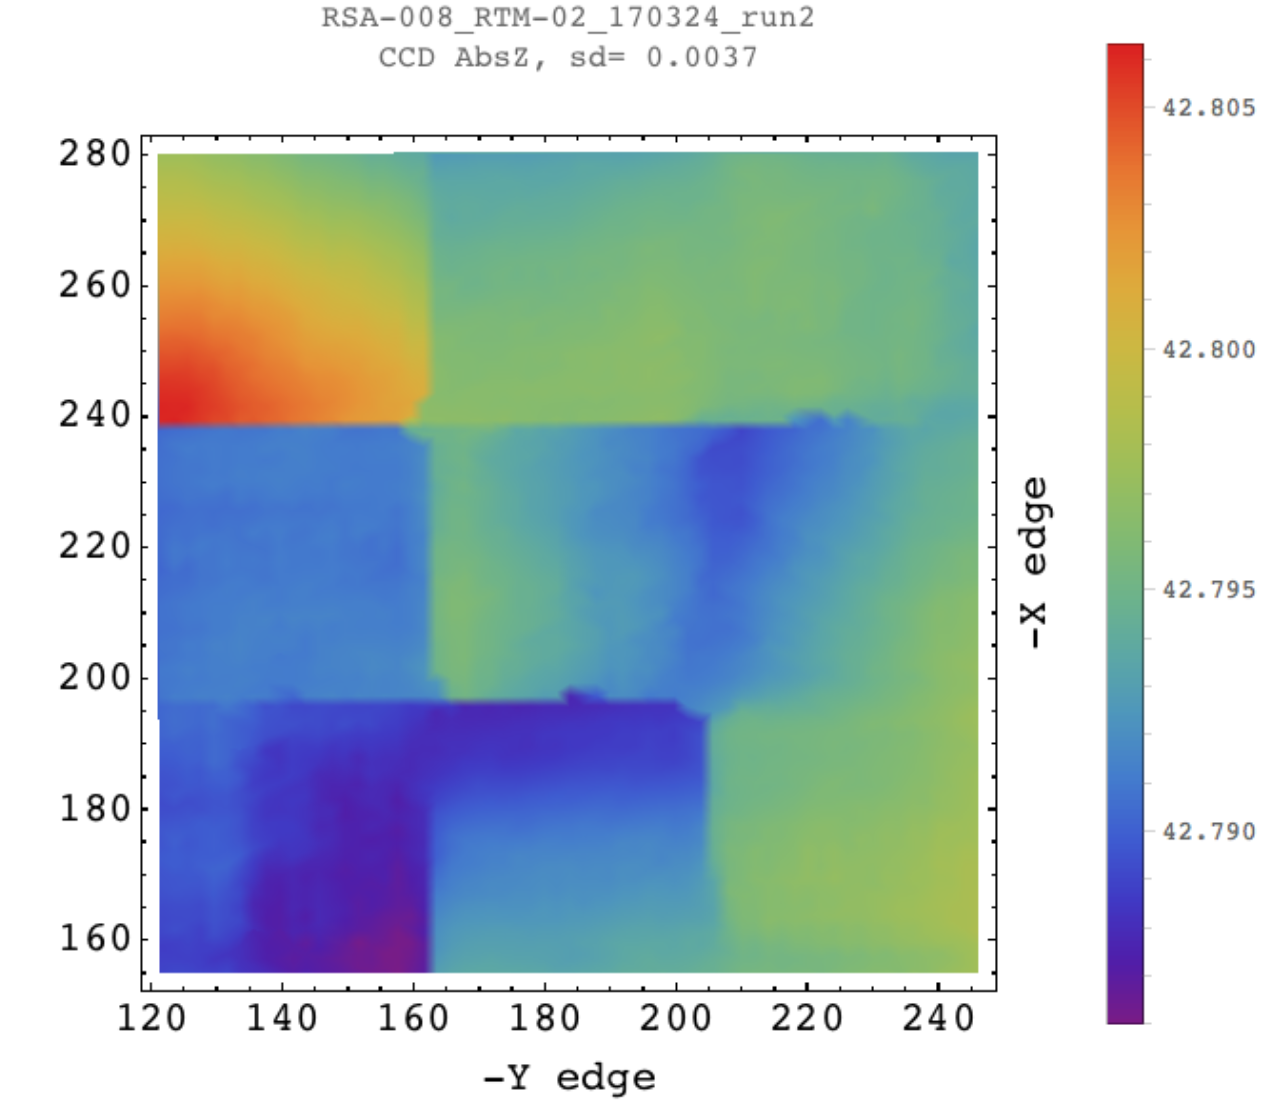 RSA-008_RTM-02_170324_run2
CCD AbsZ, sd= 0.0037
42.805
42.800
42.795
42.790
280
260
240
220
200
180
160
120 140 160 180 200 220 240
-Y edge
-X edge